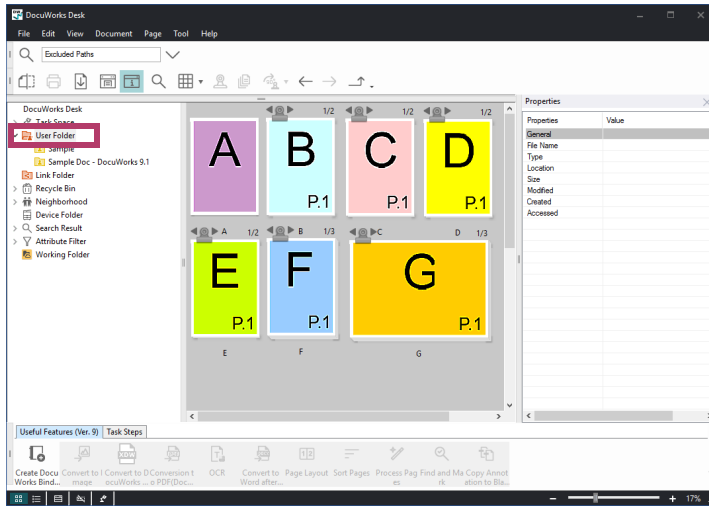 DocuWorks Desk
File Edit View Document Page Tool Help
Excluded Paths
DocuWorks Desk
Task Space
User Folder
Sample
Sample Doc - DocuWorks 9.1
Link Folder
Recycle Bin
Neighborhood
Device Folder
Search Result
Attribute Filter
Working Folder
1/2 1/2 1/2
A B C D
P.1 P.1 P.1
A 1/2 B 1/3 C D 1/3
E F G
P.1 P.1 P.1
E F G
Properties
Properties Value
General
File Name
Type
Location
Size
Modified
Created
Accessed
Useful Features (Ver. 9) Task Steps
Create Docu Convert to I Convert to D Conversion t OCR Convert to Page Layout Sort Pages Process Pag Find and Ma Copy Annot
Works Bind... mage ocuWorks ... o PDF(Doc... Word after... es rk ation to Bla...
17%